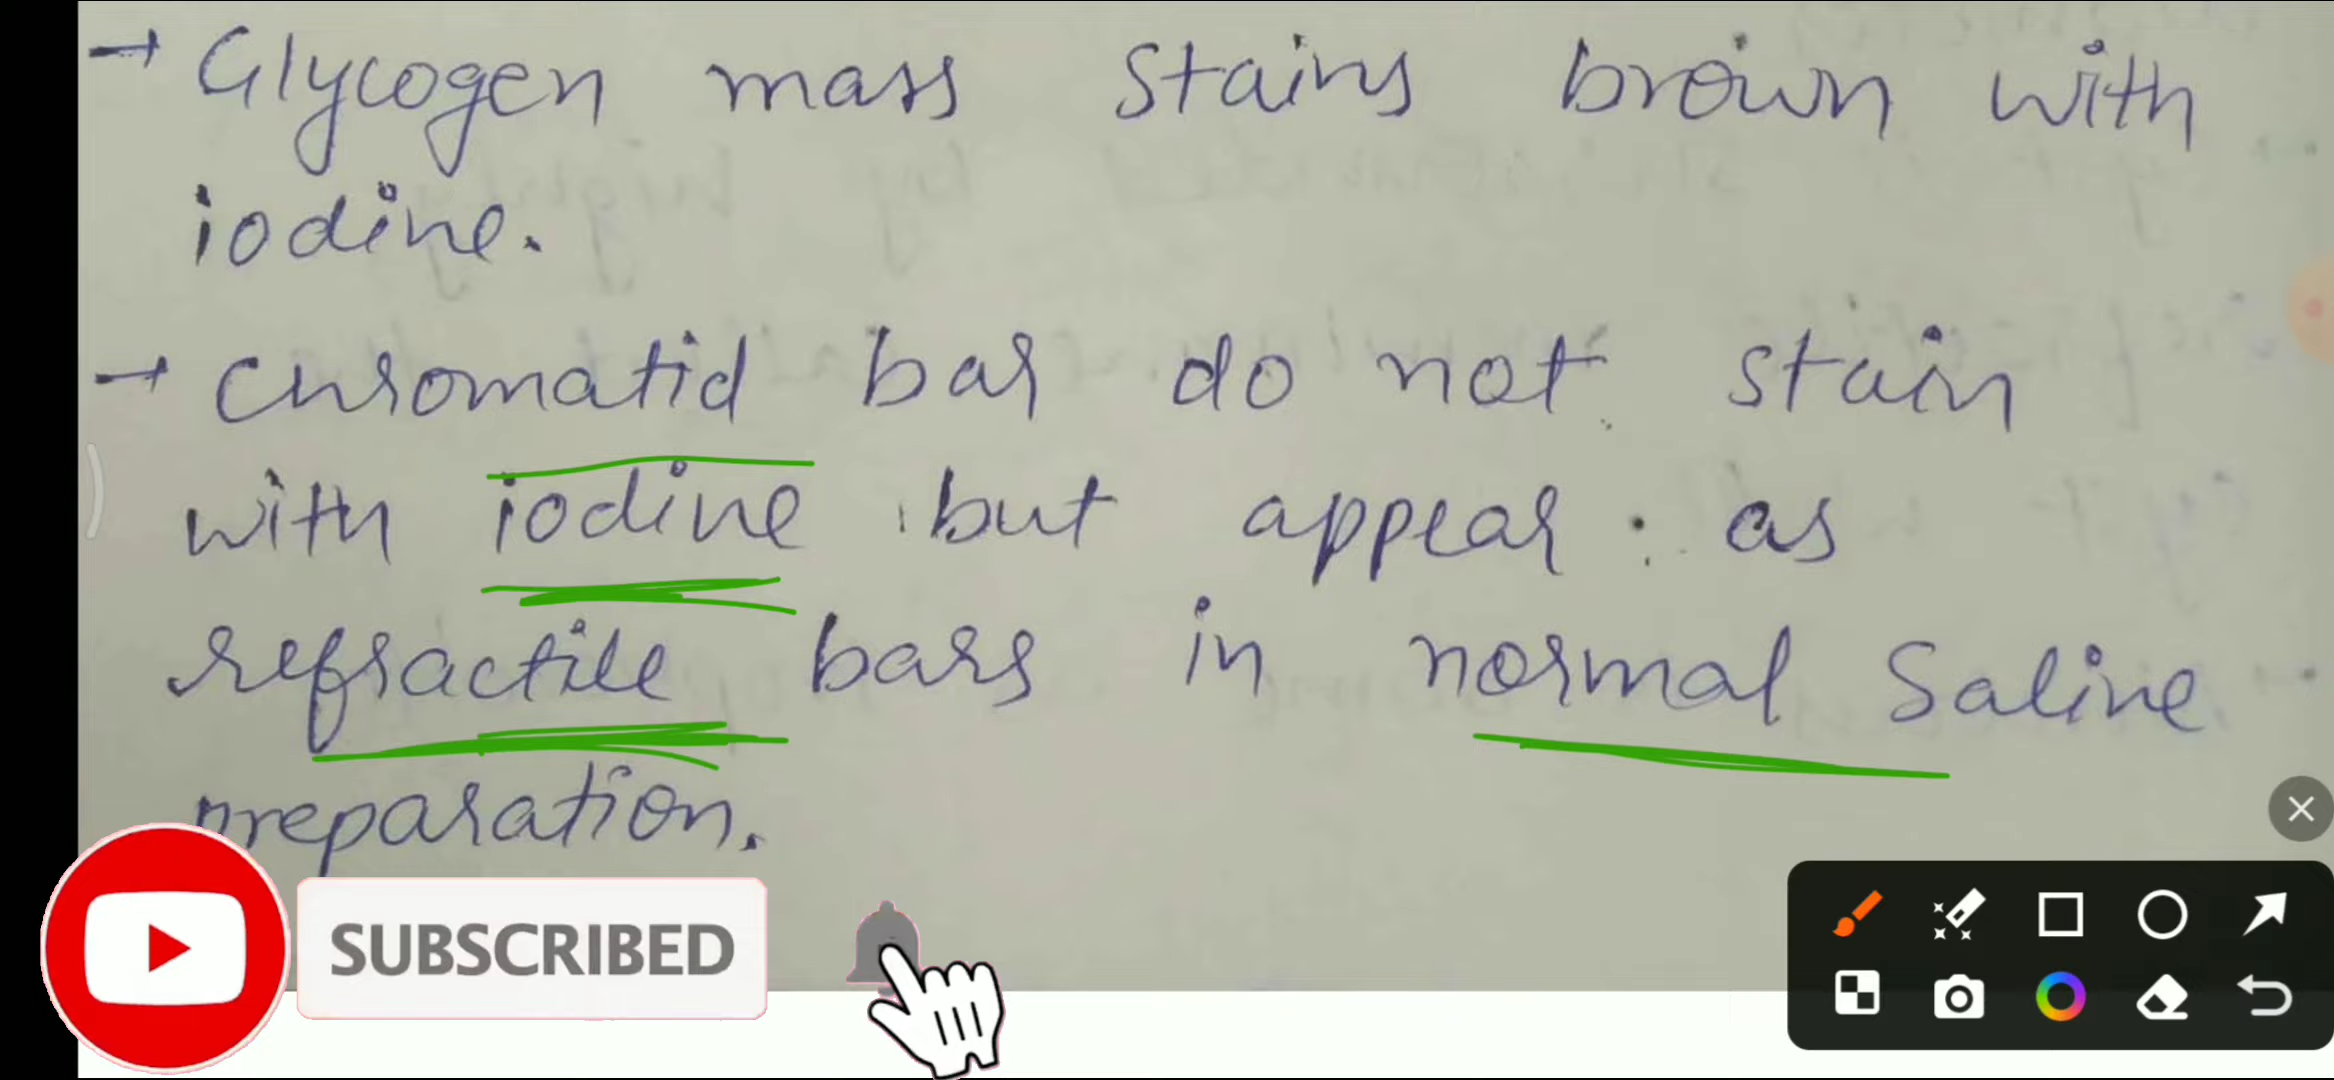 → Glycogen mass stains brown with
iodine.
→ Chromatid bar do not stain
with iodine but appear as
refractile bars in normal Saline
preparation.
SUBSCRIBED